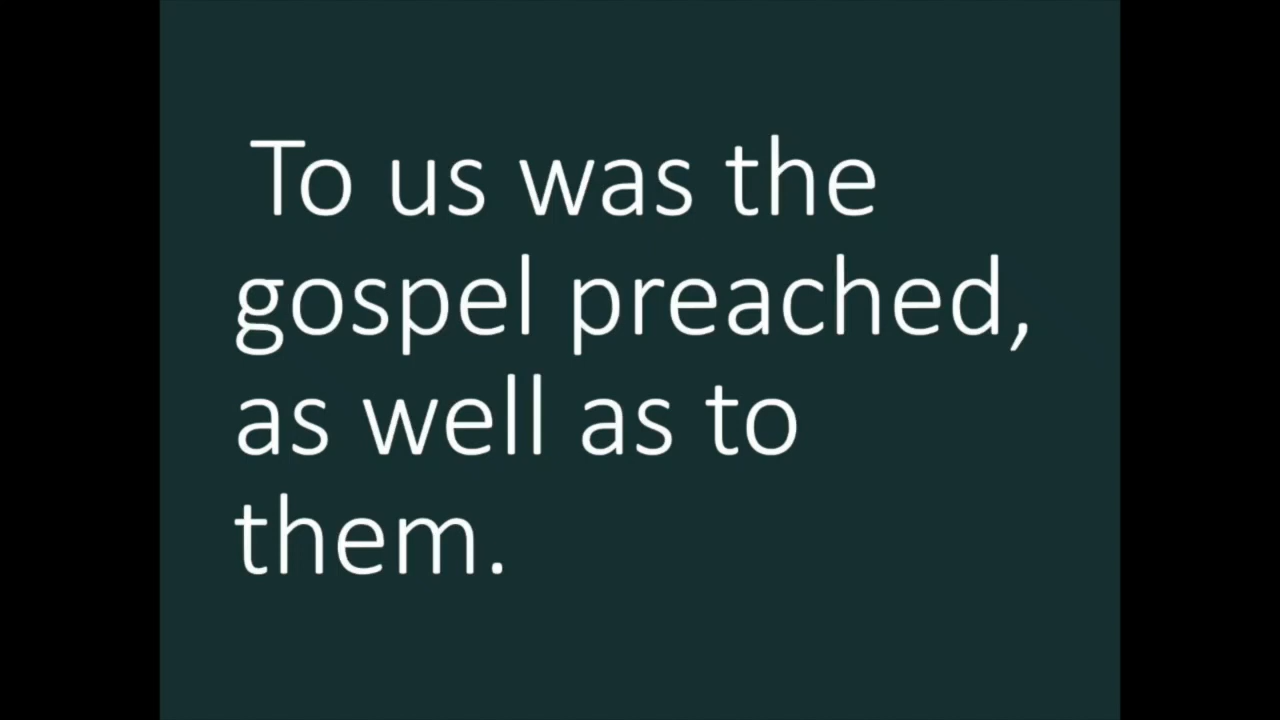 To us was the
gospel preached,
as well as to
them.